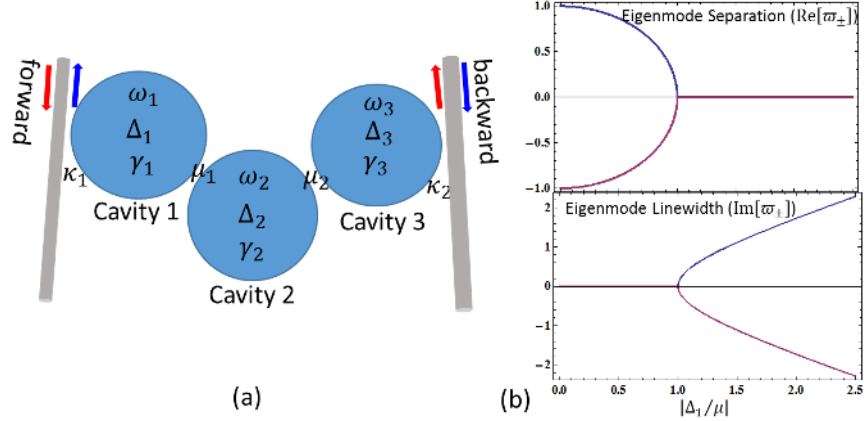 forward
backward
ω₁
Δ₁
γ₁
κ₁
Cavity 1
μ₁
ω₂
Δ₂
γ₂
Cavity 2
μ₂
ω₃
Δ₃
γ₃
κ₂
Cavity 3
(a)
Eigenmode Separation (Re[ϖ±])
1.0
0.5
0.0
−0.5
−1.0
Eigenmode Linewidth (Im[ϖ±])
2
1
0
−1
−2
0.0 0.5 1.0 1.5 2.0 2.5
|Δ₁/μ|
(b)